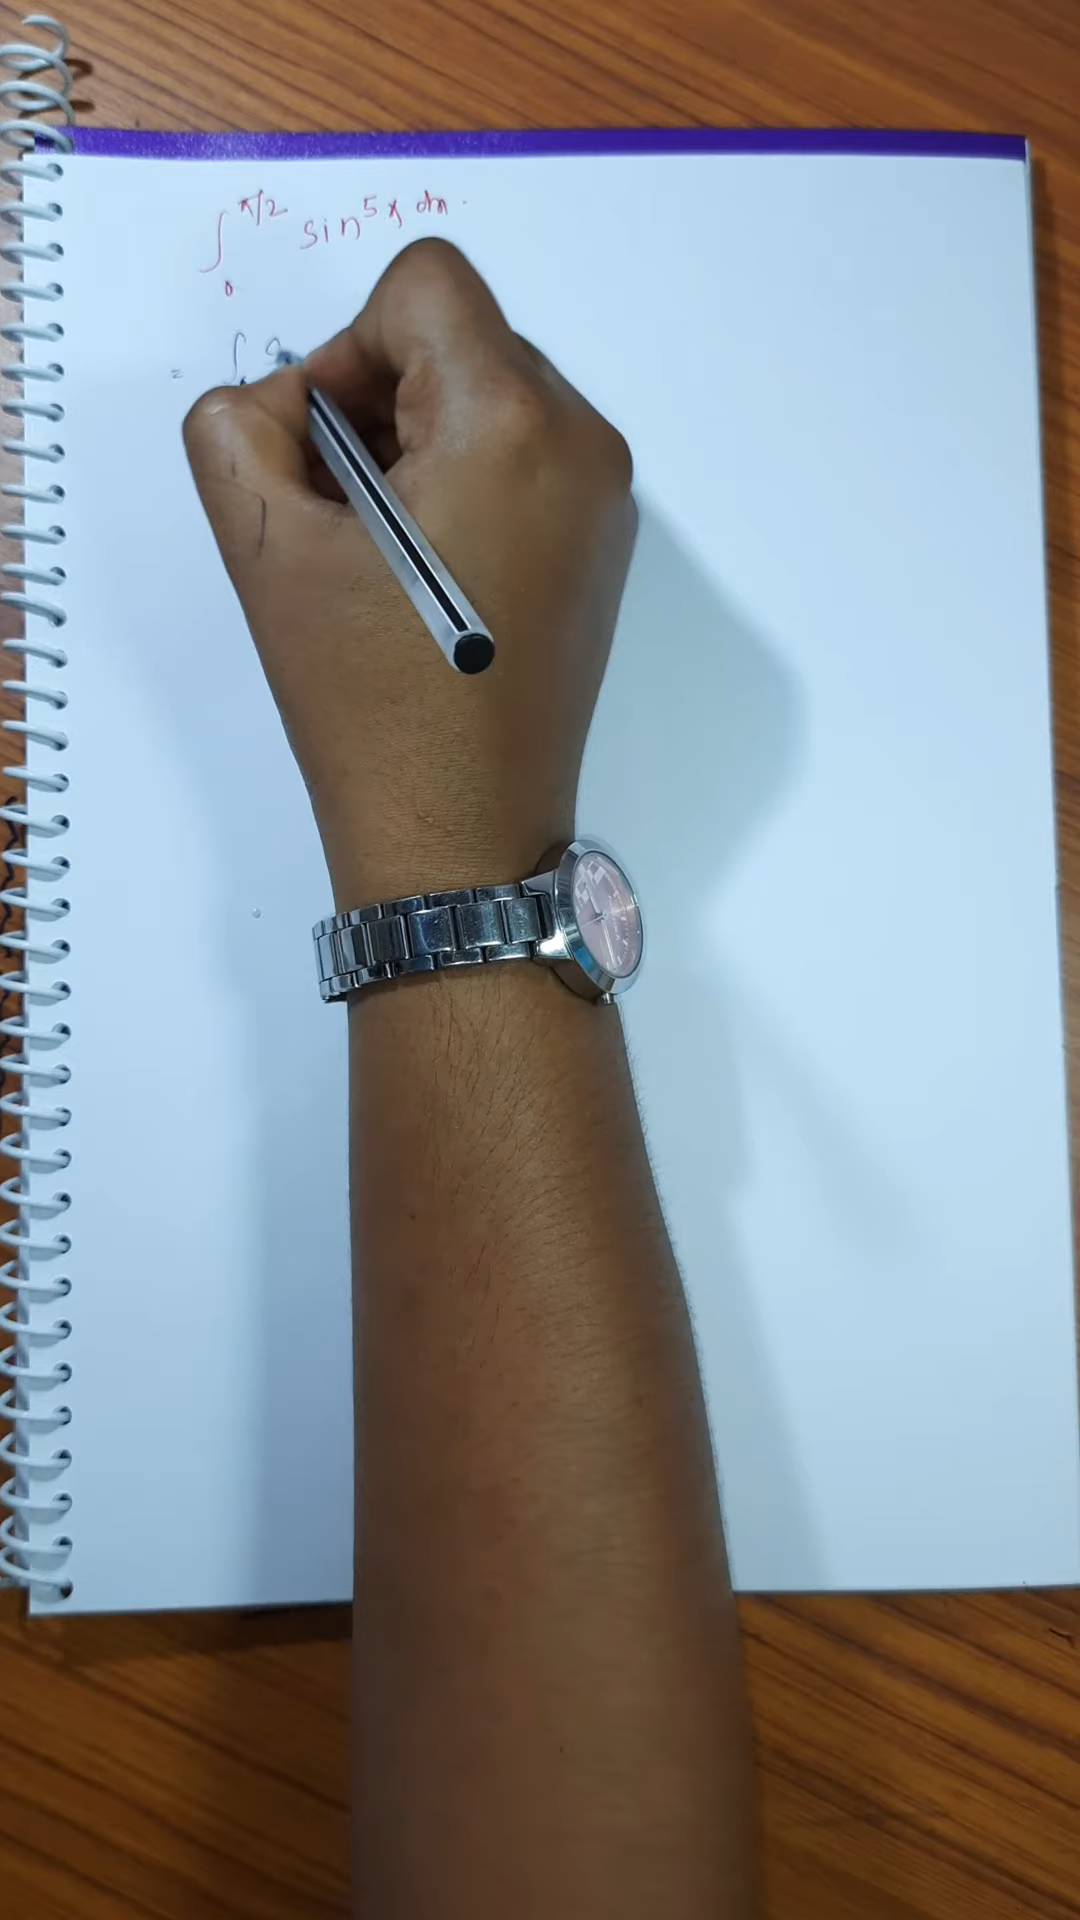 ∫₀^π/2 sin⁵x dx.
= ∫